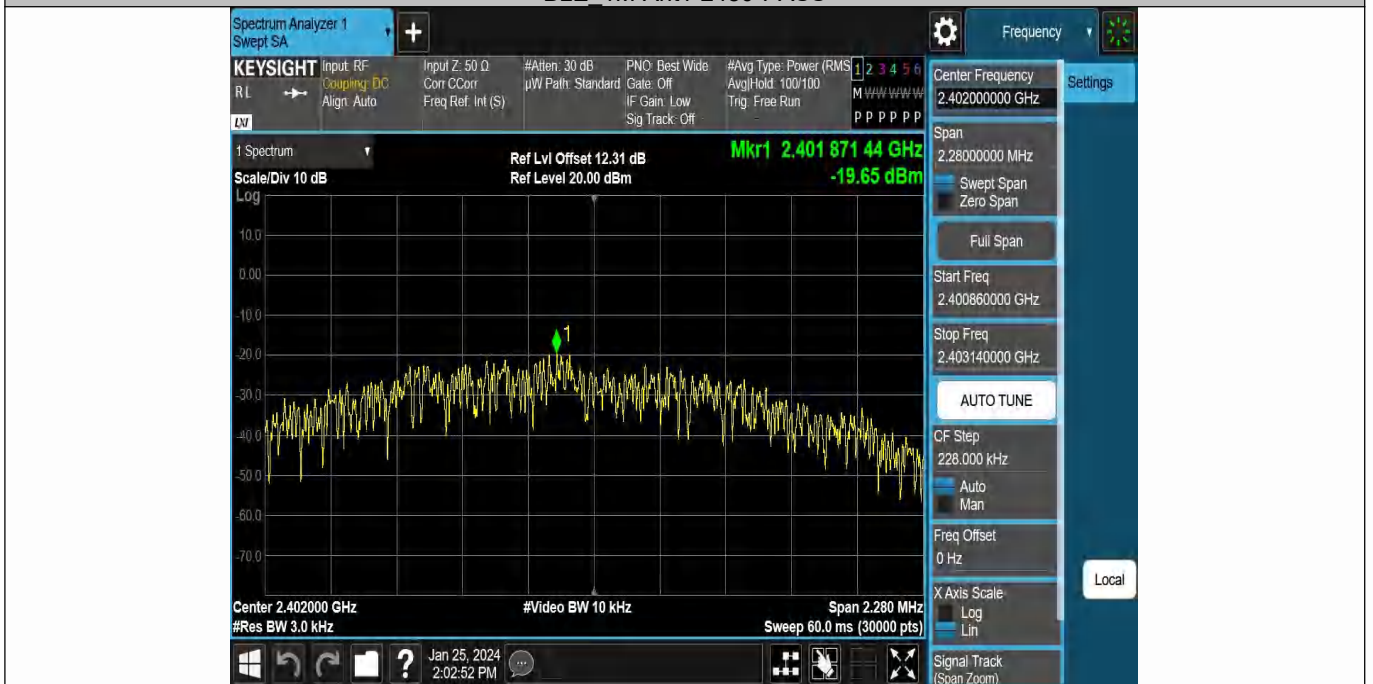 Spectrum Analyzer 1
Swept SA
+
Frequency
KEYSIGHT
RL
LXI
Input: RF
Coupling: DC
Align: Auto
Input Z: 50 Ω
Corr CCorr
Freq Ref: Int (S)
#Atten: 30 dB
µW Path: Standard
PNO: Best Wide
Gate: Off
IF Gain: Low
Sig Track: Off
#Avg Type: Power (RMS
Avg|Hold: 100/100
Trig: Free Run
1 2 3 4 5 6
M W W W W W
P P P P P P
1 Spectrum
Scale/Div 10 dB
Log
Ref Lvl Offset 12.31 dB
Ref Level 20.00 dBm
Mkr1 2.401 871 44 GHz
-19.65 dBm
10.0
0.00
-10.0
-20.0
-30.0
-40.0
-50.0
-60.0
-70.0
1
Center 2.402000 GHz
#Res BW 3.0 kHz
#Video BW 10 kHz
Span 2.280 MHz
Sweep 60.0 ms (30000 pts)
Center Frequency
2.402000000 GHz
Settings
Span
2.28000000 MHz
Swept Span
Zero Span
Full Span
Start Freq
2.400860000 GHz
Stop Freq
2.403140000 GHz
AUTO TUNE
CF Step
228.000 kHz
Auto
Man
Freq Offset
0 Hz
X Axis Scale
Log
Lin
Local
Signal Track
(Span Zoom)
?
Jan 25, 2024
2:02:52 PM